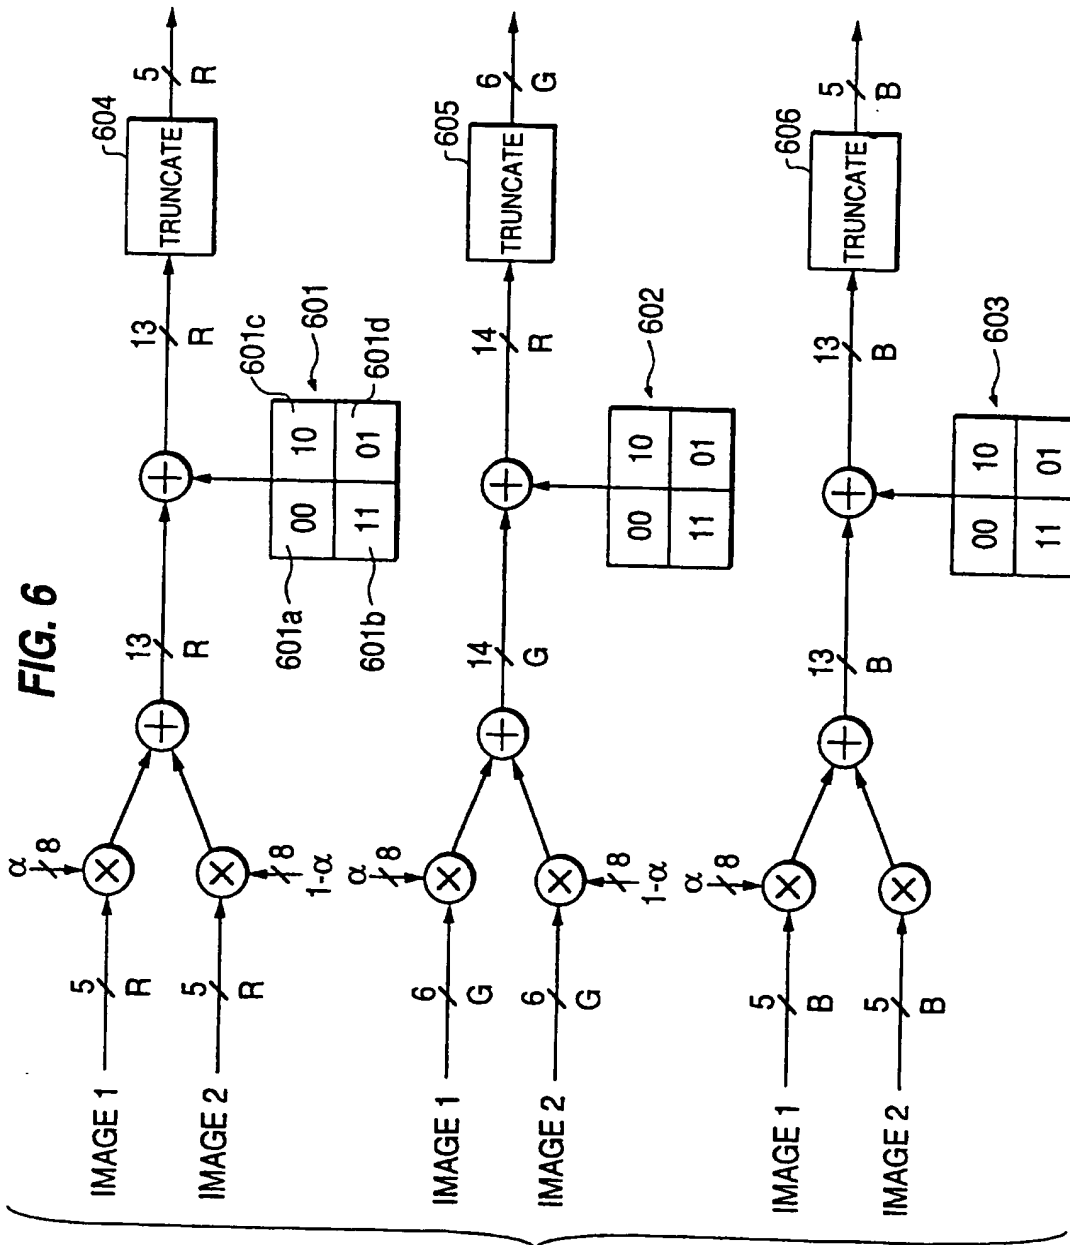 FIG. 6
IMAGE 1
5
R
α
8
×
IMAGE 2
5
R
8
1-α
×
+
13
R
+
13
R
604
TRUNCATE
5
R
601a
601b
601c
601
601d
00 10
11 01
IMAGE 1
6
G
α
8
×
IMAGE 2
6
G
8
1-α
×
+
14
G
+
14
R
605
TRUNCATE
6
G
602
00 10
11 01
IMAGE 1
5
B
α
8
×
IMAGE 2
5
B
×
+
13
B
+
13
B
606
TRUNCATE
5
B
603
00 10
11 01